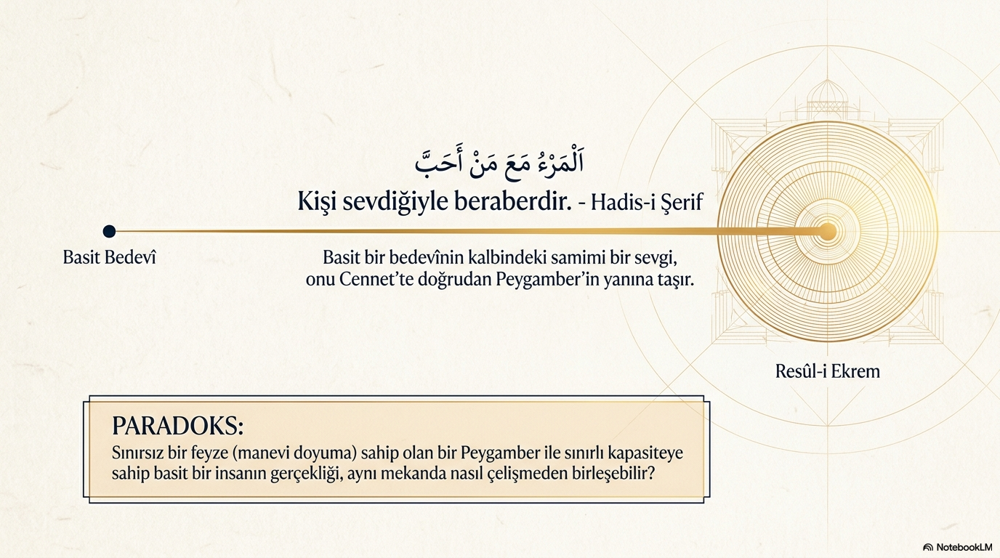 اَلْمَرْءُ مَعَ مَنْ أَحَبَّ
Kişi sevdiğiyle beraberdir. - Hadis-i Şerif
Basit Bedevî
Basit bir bedevînin kalbindeki samimi bir sevgi,
onu Cennet’te doğrudan Peygamber’in yanına taşır.
Resûl-i Ekrem
PARADOKS:
Sınırsız bir feyze (manevi doyuma) sahip olan bir Peygamber ile sınırlı kapasiteye
sahip basit bir insanın gerçekliği, aynı mekanda nasıl çelişmeden birleşebilir?
NotebookLM